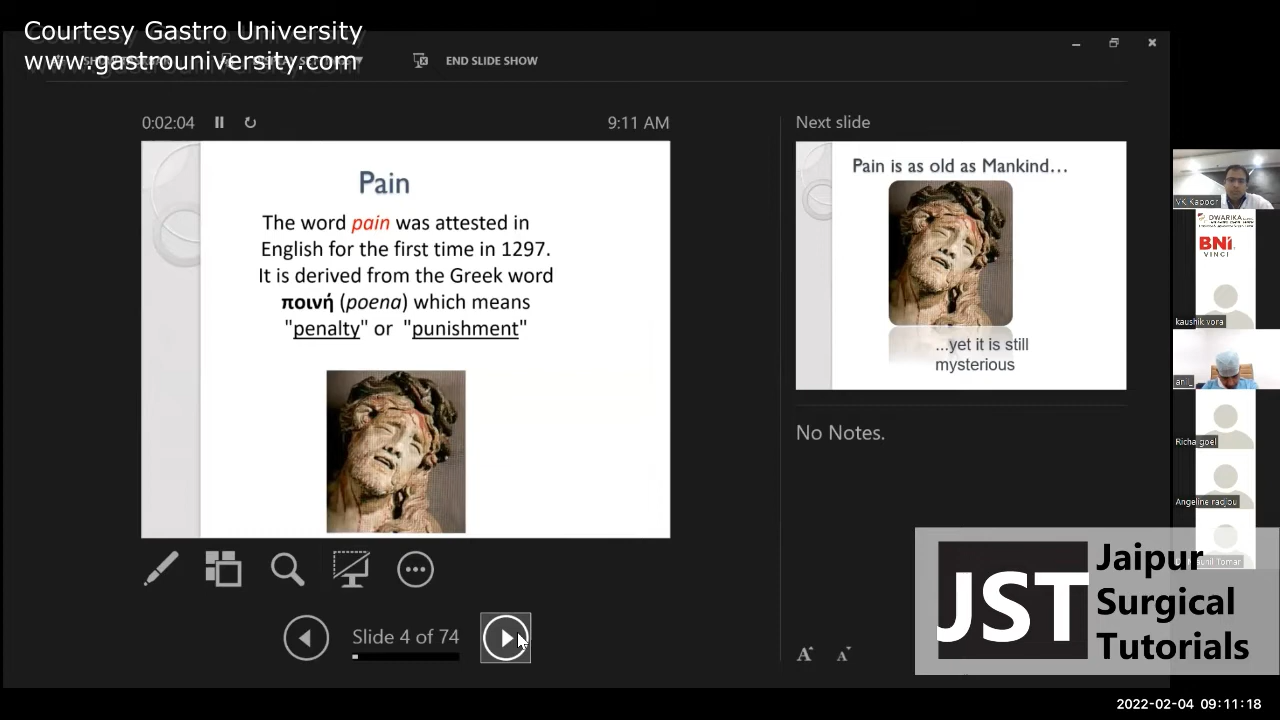 Courtesy Gastro University
www.gastrouniversity.com
END SLIDE SHOW
0:02:04
9:11 AM
Next slide
Pain
The word pain was attested in
English for the first time in 1297.
It is derived from the Greek word
ποινή (poena) which means
"penalty" or "punishment"
Pain is as old as Mankind...
...yet it is still
mysterious
No Notes.
Slide 4 of 74
A A
VK Kapoor
DWARIKA
BNI
VINCI
kaushik vora
Richa goel
Angeline radjou
Tomar
JST
Jaipur
Surgical
Tutorials
2022-02-04 09:11:18